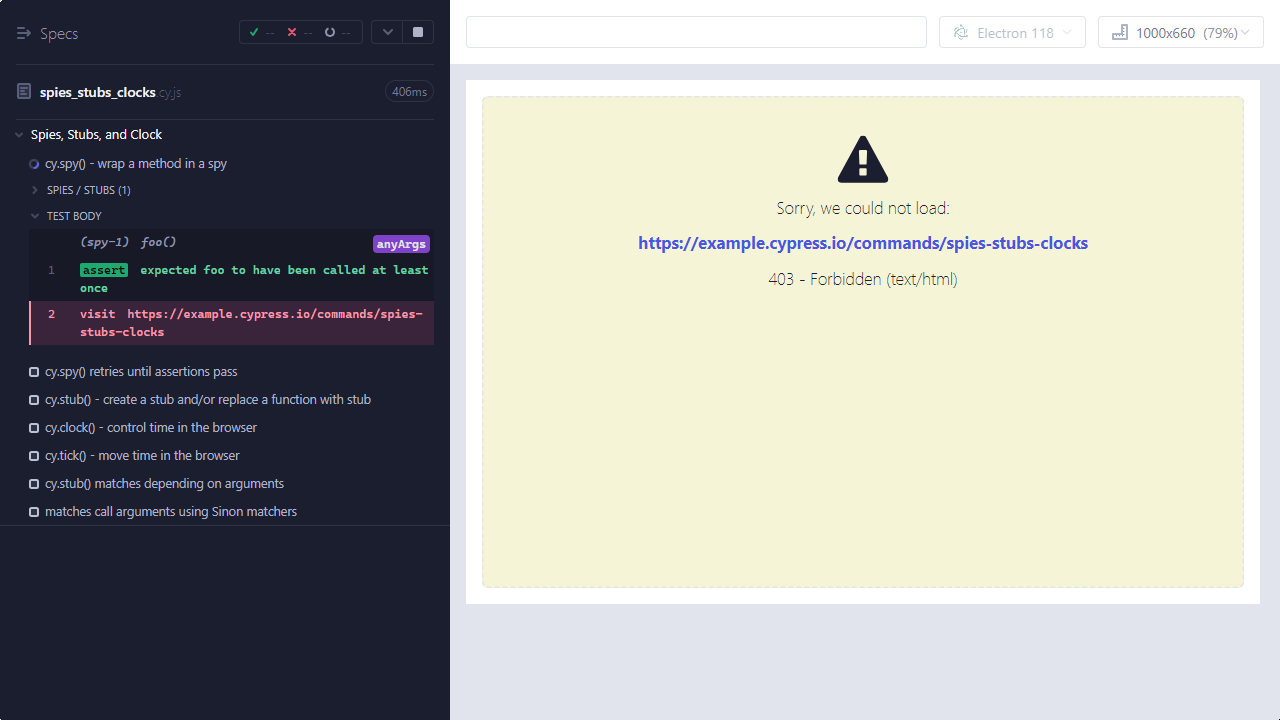 Specs
--
--
--
Electron 118
1000x660 (79%)
spies_stubs_clocks cy.js
406ms
Spies, Stubs, and Clock
cy.spy() - wrap a method in a spy
SPIES / STUBS (1)
TEST BODY
(spy-1) foo()
anyArgs
1 assert expected foo to have been called at least
once
2 visit https://example.cypress.io/commands/spies-
stubs-clocks
cy.spy() retries until assertions pass
cy.stub() - create a stub and/or replace a function with stub
cy.clock() - control time in the browser
cy.tick() - move time in the browser
cy.stub() matches depending on arguments
matches call arguments using Sinon matchers
Sorry, we could not load:
https://example.cypress.io/commands/spies-stubs-clocks
403 - Forbidden (text/html)